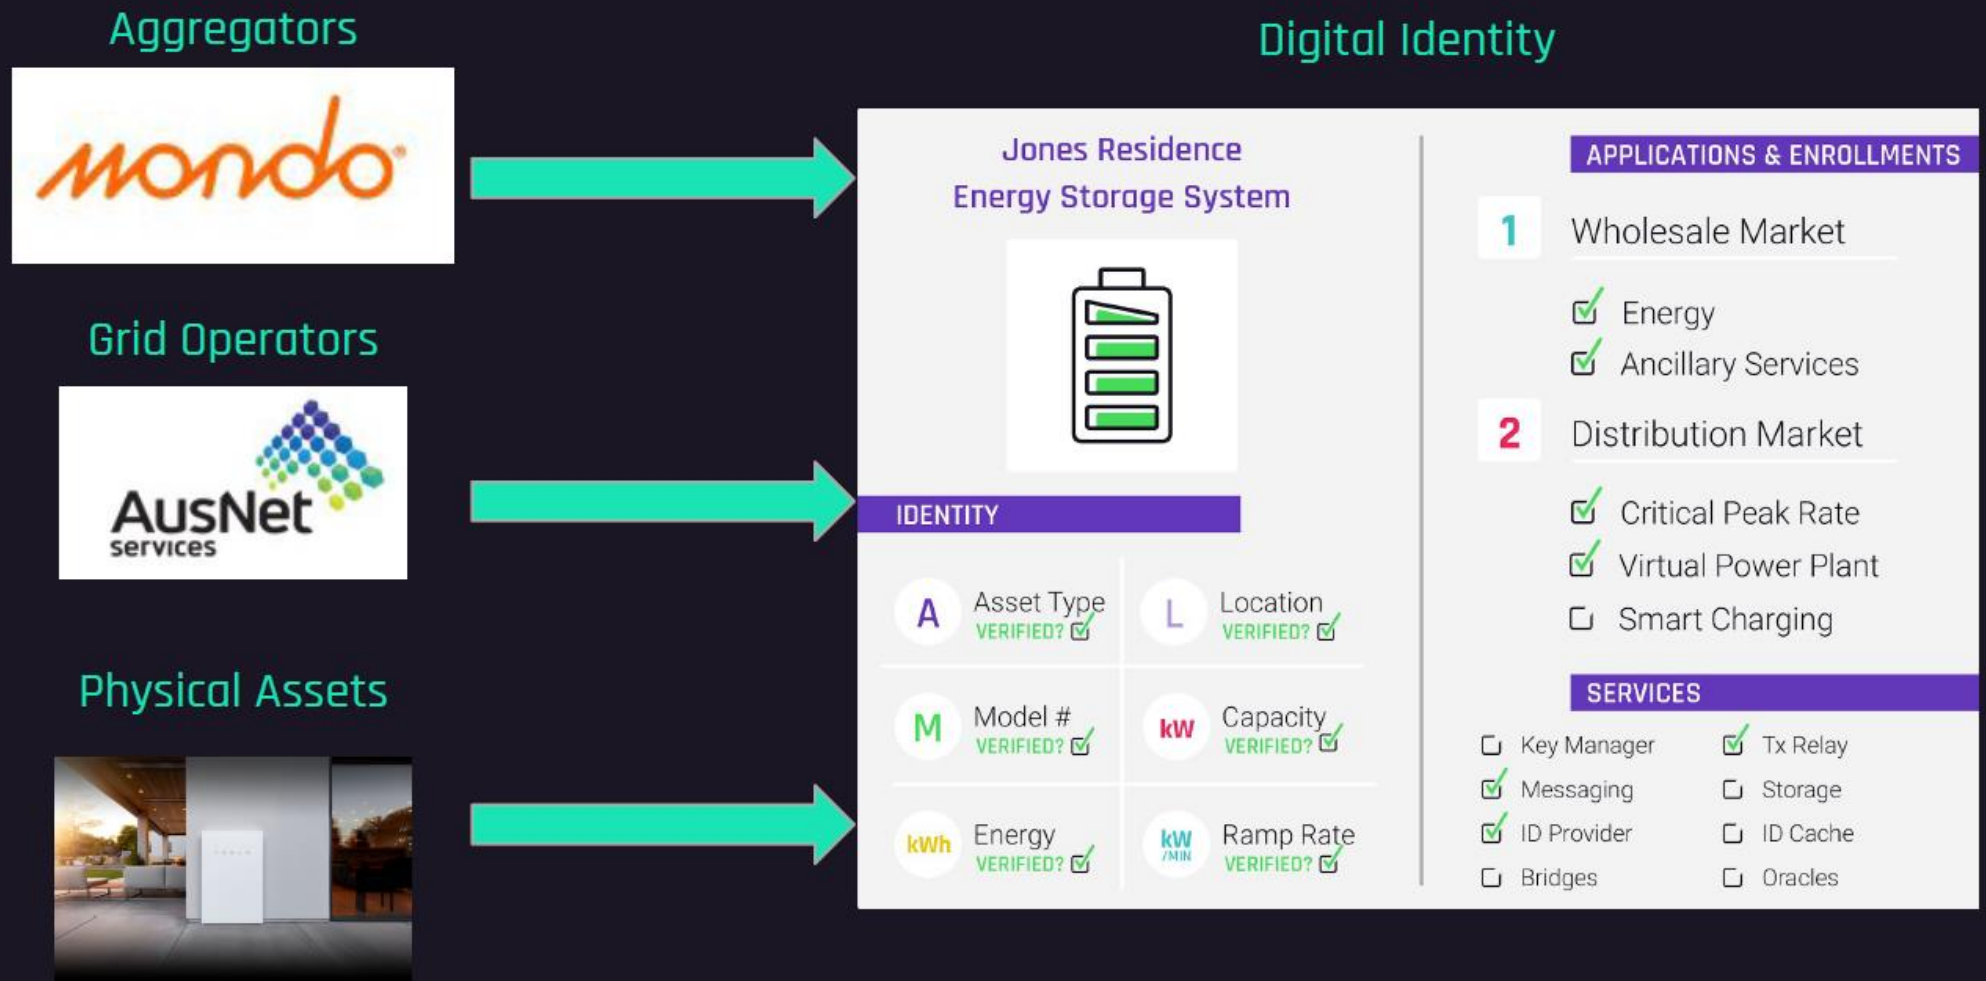 Aggregators
mondo
Grid Operators
AusNet
services
Physical Assets
Digital Identity
Jones Residence
Energy Storage System
IDENTITY
A
Asset Type
VERIFIED?
L
Location
VERIFIED?
M
Model #
VERIFIED?
kW
Capacity
VERIFIED?
kWh
Energy
VERIFIED?
kW
/MIN
Ramp Rate
VERIFIED?
APPLICATIONS & ENROLLMENTS
1
Wholesale Market
Energy
Ancillary Services
2
Distribution Market
Critical Peak Rate
Virtual Power Plant
Smart Charging
SERVICES
Key Manager
Tx Relay
Messaging
Storage
ID Provider
ID Cache
Bridges
Oracles